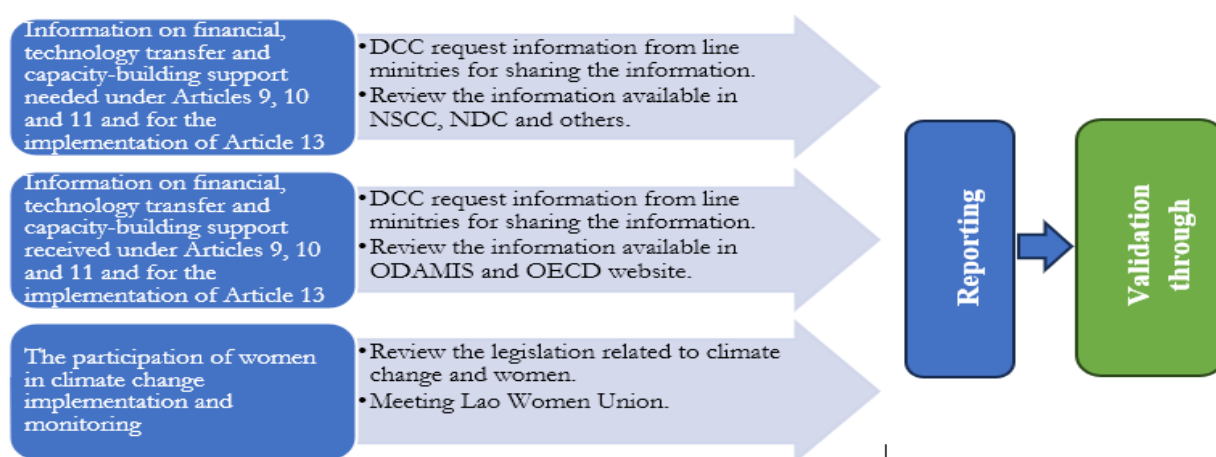 Information on financial,
technology transfer and
capacity-building support
needed under Articles 9, 10
and 11 and for the
implementation of Article 13
•DCC request information from line
minitries for sharing the information.
•Review the information available in
NSCC, NDC and others.
Information on financial,
technology transfer and
capacity-building support
received under Articles 9, 10
and 11 and for the
implementation of Article 13
•DCC request information from line
minitries for sharing the information.
•Review the information available in
ODAMIS and OECD website.
The participation of women
in climate change
implementation and
monitoring
•Review the legislation related to climate
change and women.
•Meeting Lao Women Union.
Reporting
Validation
through